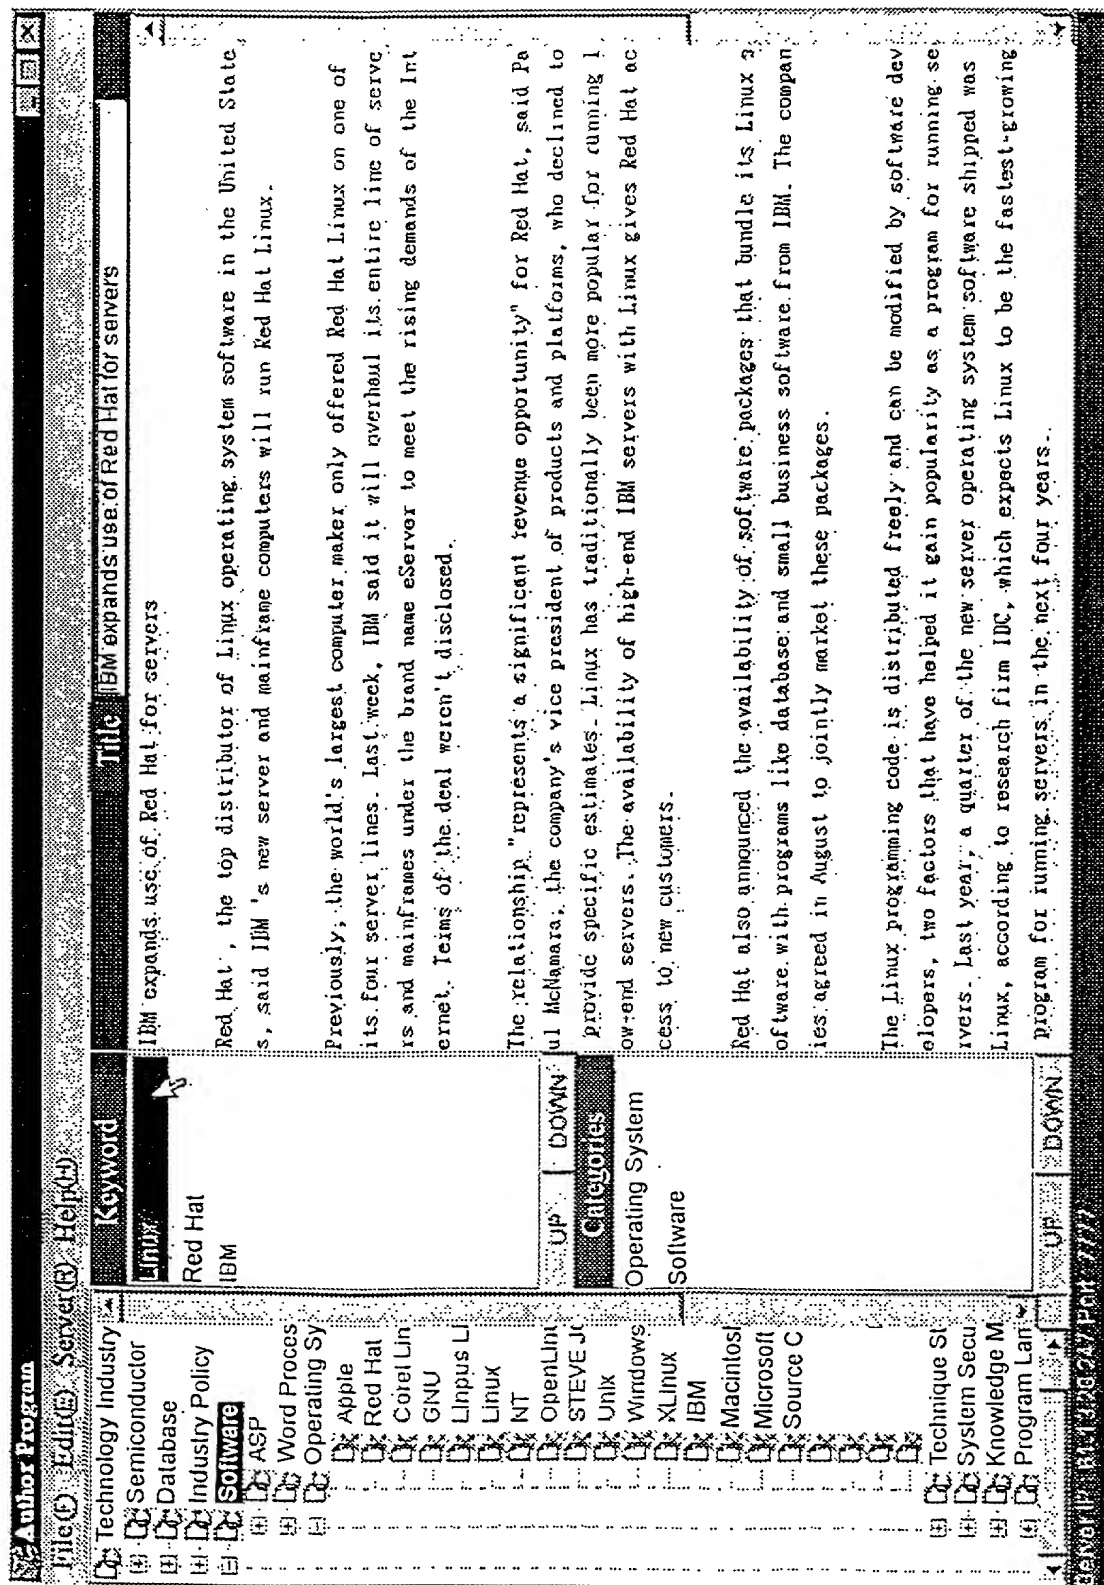 Author Program
File(F) Edit(E) Server(R) Help(H)
Technology Industry
Semiconductor
Database
Industry Policy
Software
ASP
Word Proces
Operating Sy
Apple
Red Hat
Corel Lin
GNU
Linpus Li
Linux
NT
OpenLinu
STEVE J
Unix
Windows
XLinux
IBM
Macintosh
Microsoft
Source C
Technique St
System Secu
Knowledge M
Program Lan
Keyword
Linux
Red Hat
IBM
UP DOWN
Categories
Operating System
Software
UP DOWN
Title IBM expands use of Red Hat for servers
IBM expands use of Red Hat for servers
Red Hat , the top distributor of Linux operating system software in the United State
s, said IBM 's new server and mainframe computers will run Red Hat Linux.
Previously, the world's largest computer maker only offered Red Hat Linux on one of
its four server lines. Last week, IBM said it will overhaul its entire line of serve
rs and mainframes under the brand name eServer to meet the rising demands of the Int
ernet. Terms of the deal weren't disclosed.
The relationship "represents a significant revenue opportunity" for Red Hat, said Pa
ul McNamara, the company's vice president of products and platforms, who declined to
provide specific estimates. Linux has traditionally been more popular for running l
ow-end servers. The availability of high-end IBM servers with Linux gives Red Hat ac
cess to new customers.
Red Hat also announced the availability of software packages that bundle its Linux s
oftware with programs like database and small business software from IBM. The compan
ies agreed in August to jointly market these packages.
The Linux programming code is distributed freely and can be modified by software dev
elopers, two factors that have helped it gain popularity as a program for running se
rvers. Last year, a quarter of the new server operating system software shipped was
Linux, according to research firm IDC, which expects Linux to be the fastest-growing
program for running servers in the next four years.
Port 7777